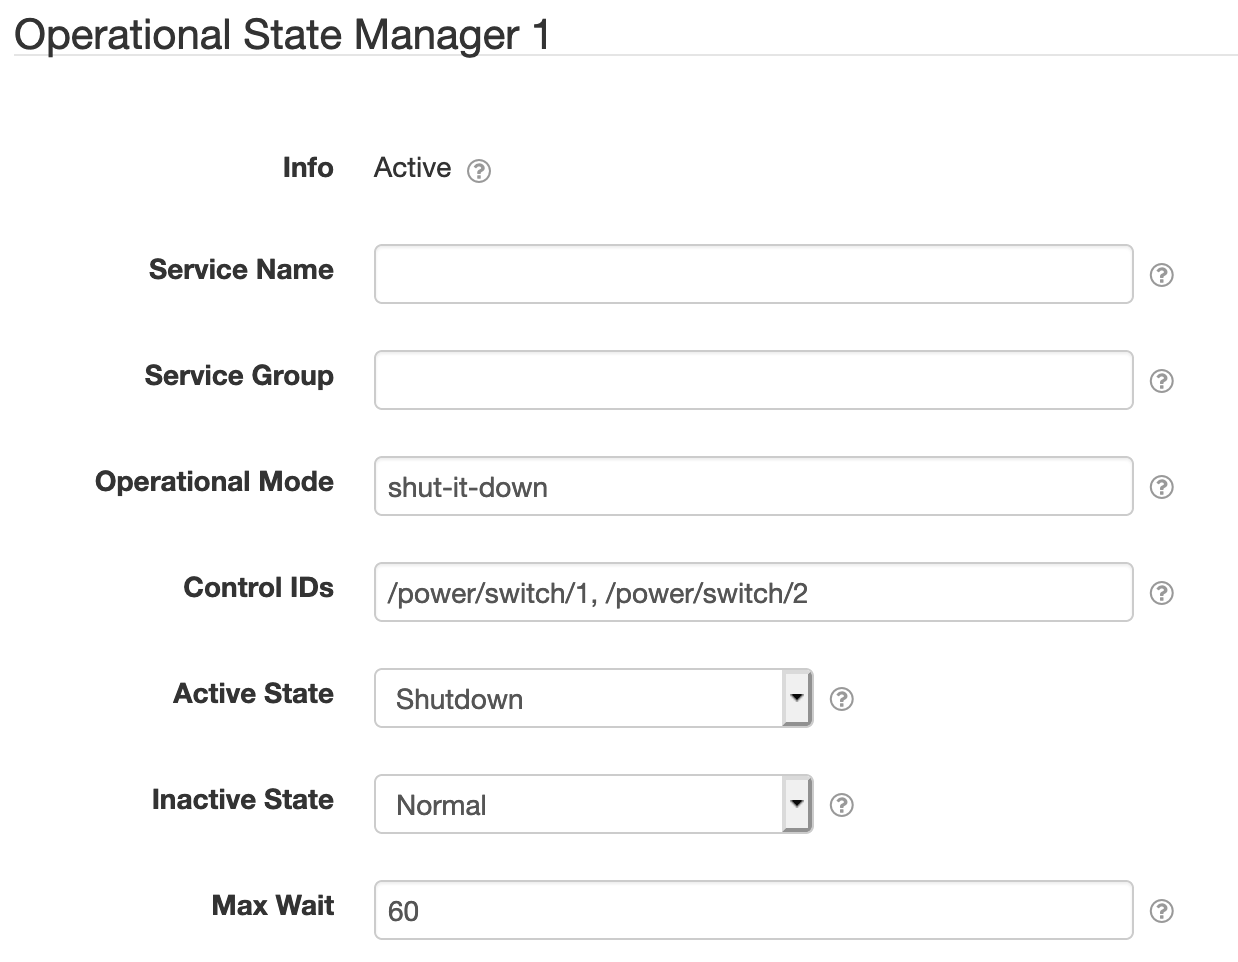 Operational State Manager 1
Info Active ?
Service Name ?
Service Group ?
Operational Mode shut-it-down ?
Control IDs /power/switch/1, /power/switch/2 ?
Active State Shutdown ?
Inactive State Normal ?
Max Wait 60 ?